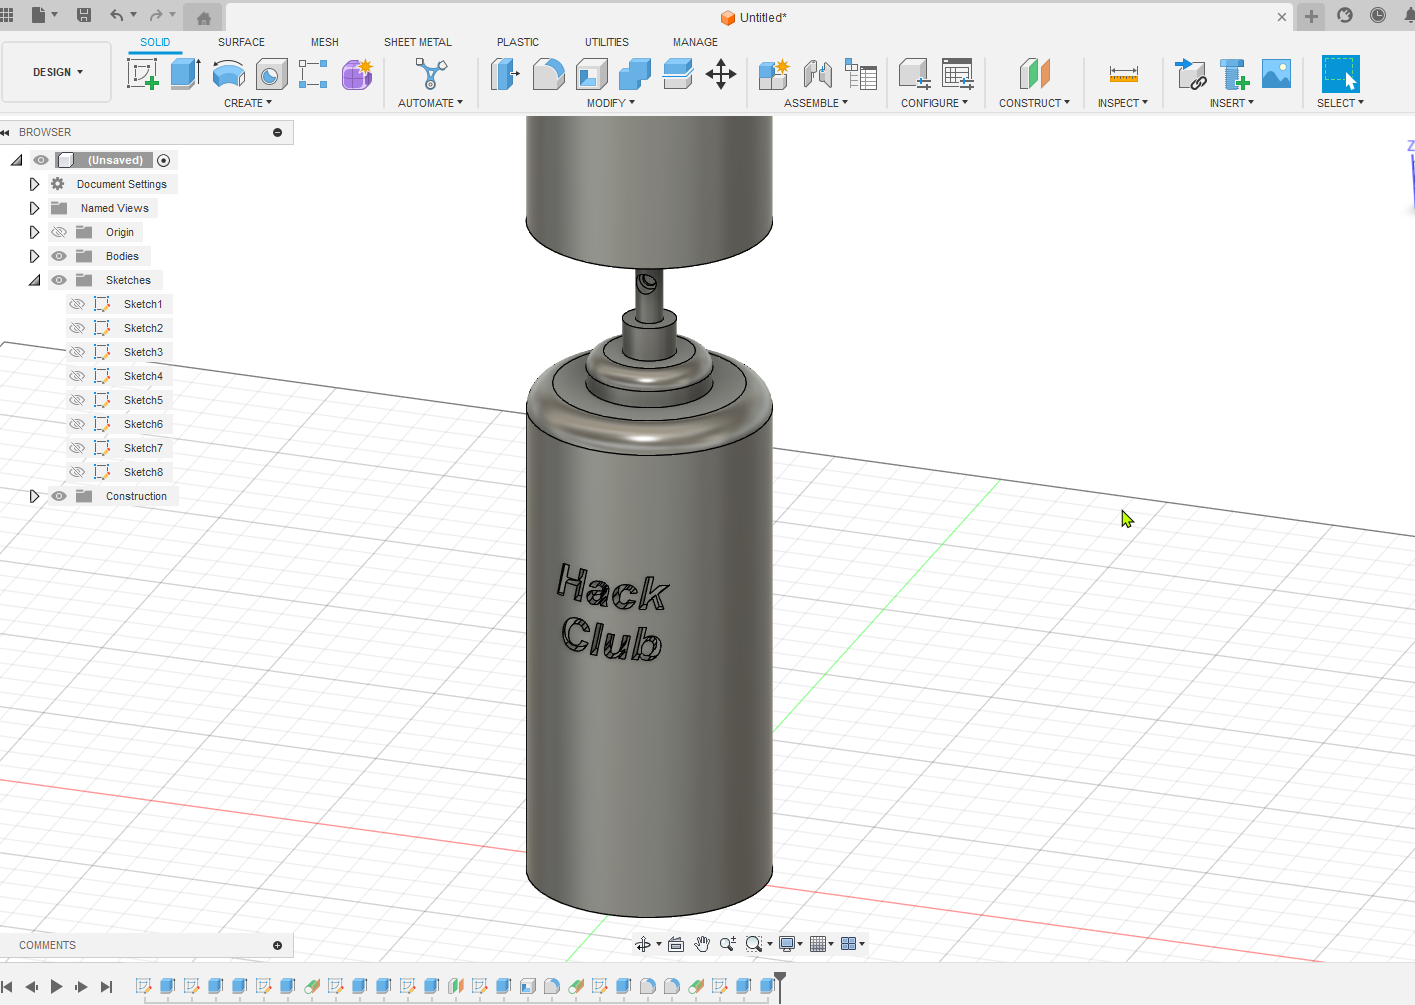 Untitled*
SOLID
SURFACE
MESH
SHEET METAL
PLASTIC
UTILITIES
MANAGE
DESIGN
CREATE
AUTOMATE
MODIFY
ASSEMBLE
CONFIGURE
CONSTRUCT
INSPECT
INSERT
SELECT
BROWSER
(Unsaved)
Document Settings
Named Views
Origin
Bodies
Sketches
Sketch1
Sketch2
Sketch3
Sketch4
Sketch5
Sketch6
Sketch7
Sketch8
Construction
Z
Hack
Club
COMMENTS